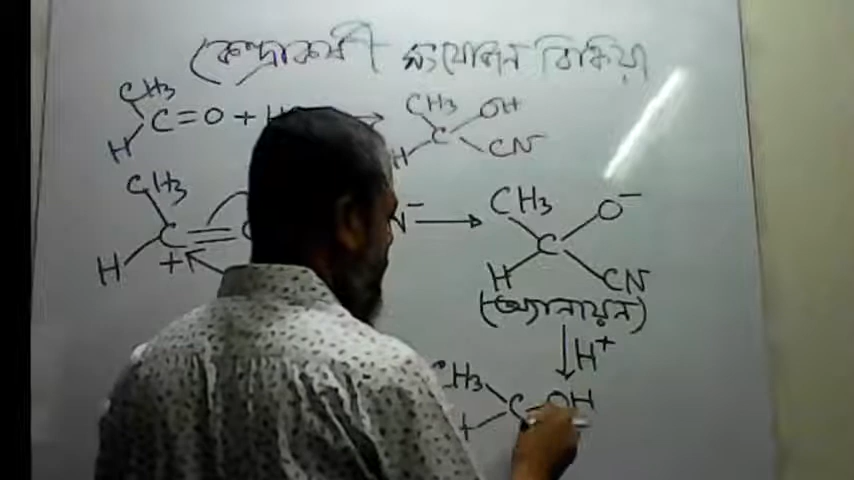 কেন্দ্রাকর্ষী সংযোজন বিক্রিয়া
CH3 CH3 OH
C=O + H → C
H H CN
CH3 CH3 O⁻
C= N⁻ → C
H + H CN
(অ্যানায়ন)
↓ H⁺
CH3 OH
C